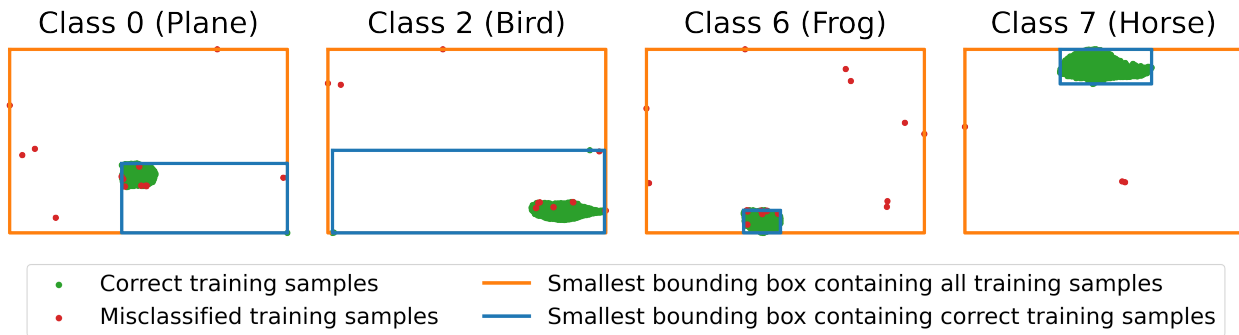 Class 0 (Plane) Class 2 (Bird) Class 6 (Frog) Class 7 (Horse)
Correct training samples Smallest bounding box containing all training samples
Misclassified training samples Smallest bounding box containing correct training samples